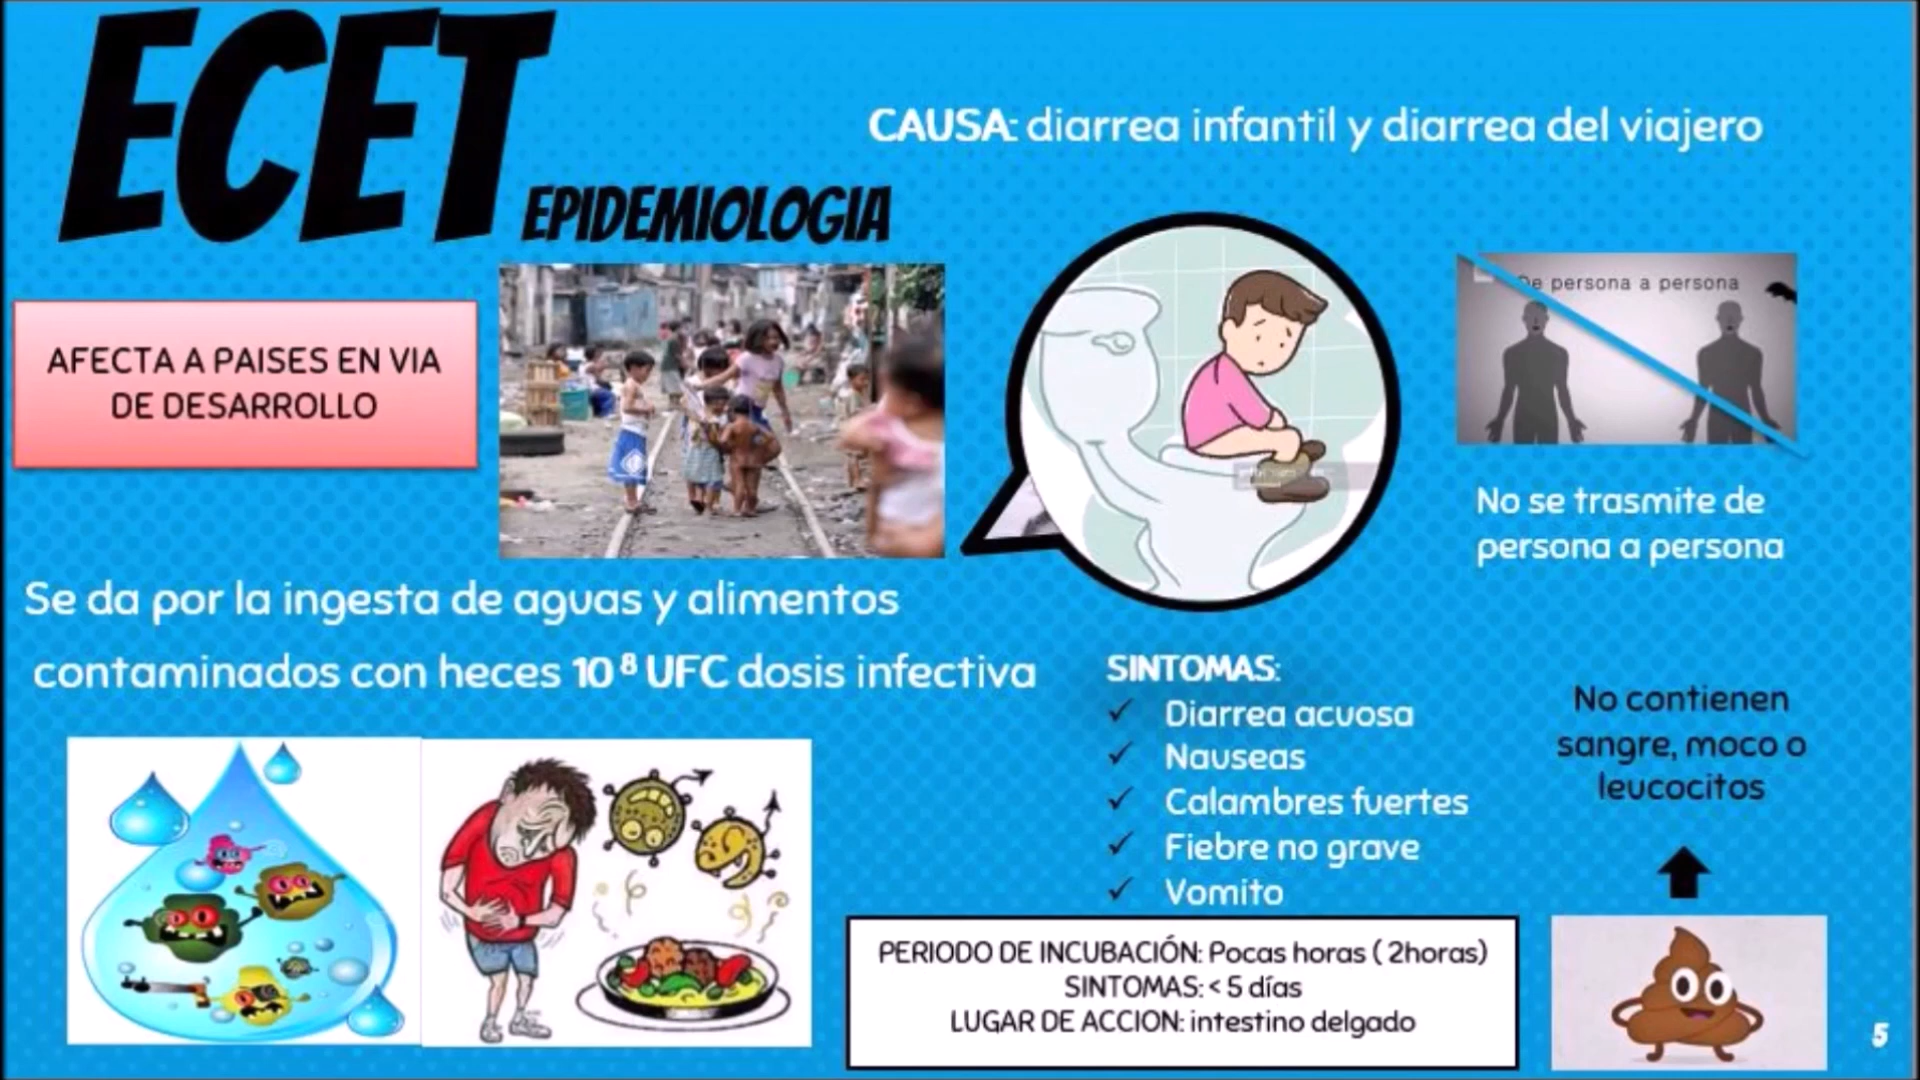 ECET
EPIDEMIOLOGIA
CAUSA: diarrea infantil y diarrea del viajero
AFECTA A PAISES EN VIA
DE DESARROLLO
De persona a persona
No se trasmite de
persona a persona
Se da por la ingesta de aguas y alimentos
contaminados con heces 10⁸ UFC dosis infectiva
SINTOMAS:
✓ Diarrea acuosa
✓ Nauseas
✓ Calambres fuertes
✓ Fiebre no grave
✓ Vomito
No contienen
sangre, moco o
leucocitos
PERIODO DE INCUBACIÓN: Pocas horas ( 2horas)
SINTOMAS: < 5 días
LUGAR DE ACCION: intestino delgado
5